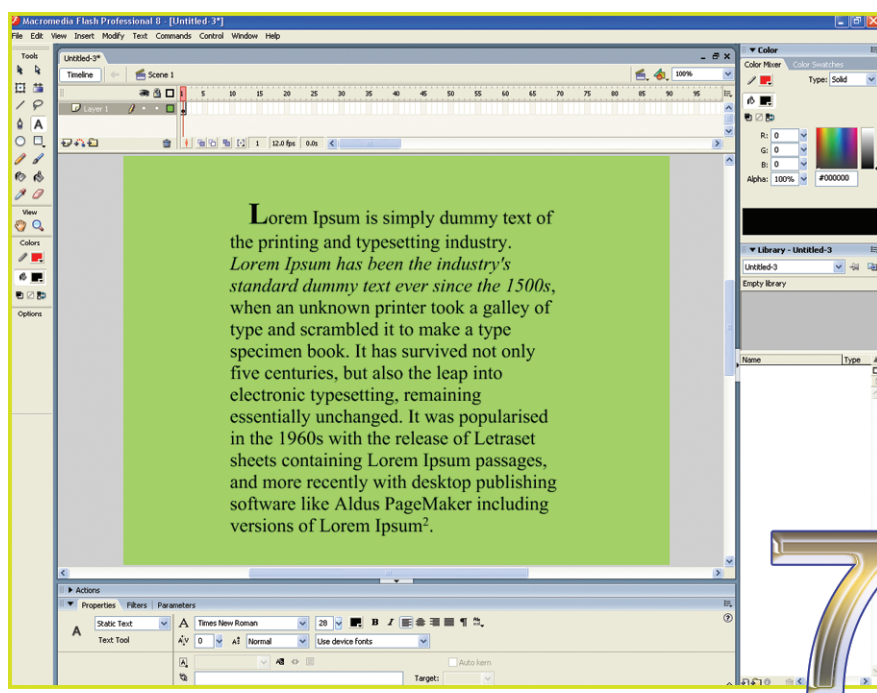 Macromedia Flash Professional 8 - [Untitled-3*]
File Edit View Insert Modify Text Commands Control Window Help
Tools
View
Colors
Options
Untitled-3*
Timeline Scene 1 100%
1 5 10 15 20 25 30 35 40 45 50 55 60 65 70 75 80 85 90 95
Layer 1
1 12.0 fps 0.0s
Lorem Ipsum is simply dummy text of
the printing and typesetting industry.
Lorem Ipsum has been the industry's
standard dummy text ever since the 1500s,
when an unknown printer took a galley of
type and scrambled it to make a type
specimen book. It has survived not only
five centuries, but also the leap into
electronic typesetting, remaining
essentially unchanged. It was popularised
in the 1960s with the release of Letraset
sheets containing Lorem Ipsum passages,
and more recently with desktop publishing
software like Aldus PageMaker including
versions of Lorem Ipsum².
Color
Color Mixer Color Swatches
Type: Solid
R: 0
G: 0
B: 0
Alpha: 100% #000000
Library - Untitled-3
Untitled-3
Empty library
Name Type
Actions
Properties Filters Parameters
Static Text A Times New Roman 28 B I
A Text Tool A|V 0 Normal Use device fonts
Auto kern
Target:
7